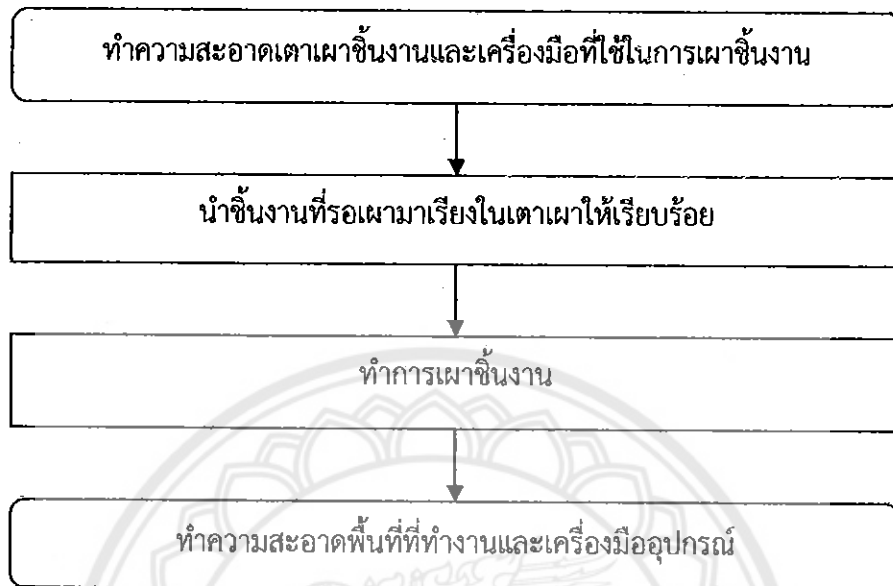 ทำความสะอาดเตาเผาชิ้นงานและเครื่องมือที่ใช้ในการเผาชิ้นงาน
นำชิ้นงานที่รอเผามาเรียงในเตาเผาให้เรียบร้อย
ทำการเผาชิ้นงาน
ทำความสะอาดพื้นที่ที่ทำงานและเครื่องมืออุปกรณ์